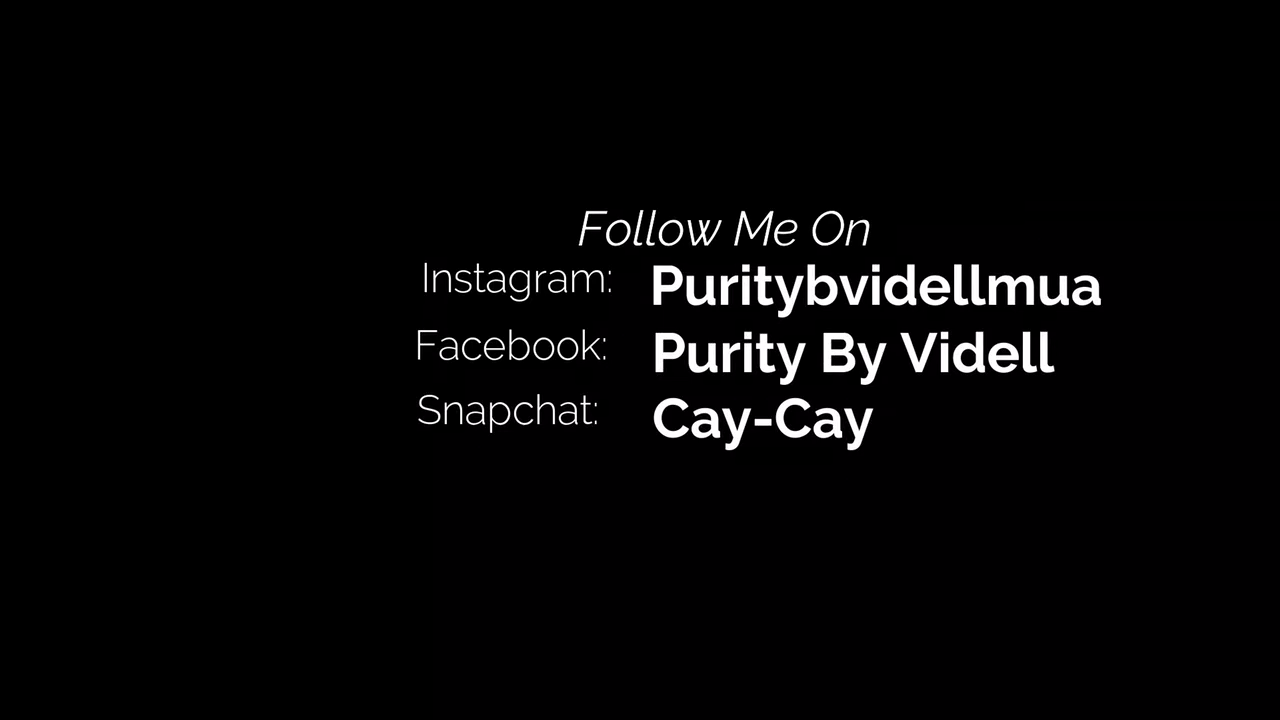 Follow Me On
Instagram: Puritybvidellmua
Facebook: Purity By Videll
Snapchat: Cay-Cay